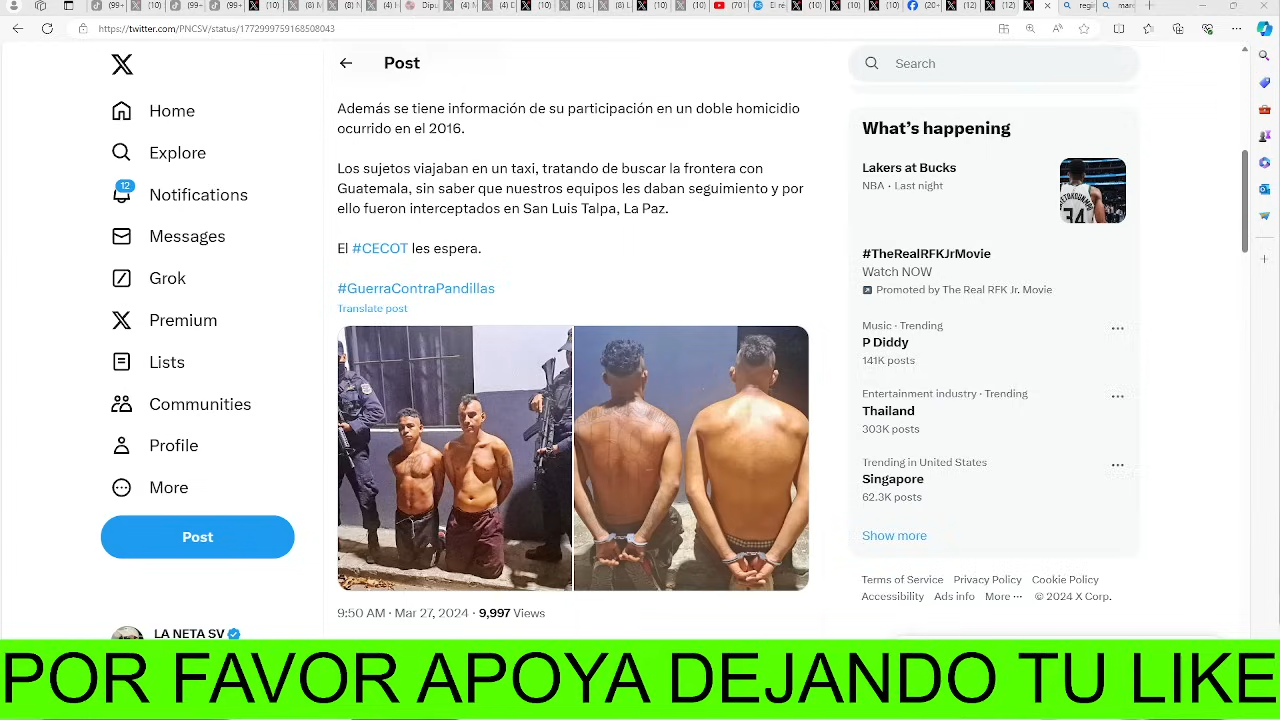 https://twitter.com/PNCSV/status/1772999759168508043
Home
Explore
12
Notifications
Messages
Grok
Premium
Lists
Communities
Profile
More
Post
LA NETA SV
Post
Además se tiene información de su participación en un doble homicidio
ocurrido en el 2016.
Los sujetos viajaban en un taxi, tratando de buscar la frontera con
Guatemala, sin saber que nuestros equipos les daban seguimiento y por
ello fueron interceptados en San Luis Talpa, La Paz.
El #CECOT les espera.
#GuerraContraPandillas
Translate post
9:50 AM · Mar 27, 2024 · 9,997 Views
Search
What's happening
Lakers at Bucks
NBA · Last night
34
#TheRealRFKJrMovie
Watch NOW
Promoted by The Real RFK Jr. Movie
Music · Trending
P Diddy
141K posts
Entertainment industry · Trending
Thailand
303K posts
Trending in United States
Singapore
62.3K posts
Show more
Terms of Service Privacy Policy Cookie Policy
Accessibility Ads info More ··· © 2024 X Corp.
POR FAVOR APOYA DEJANDO TU LIKE